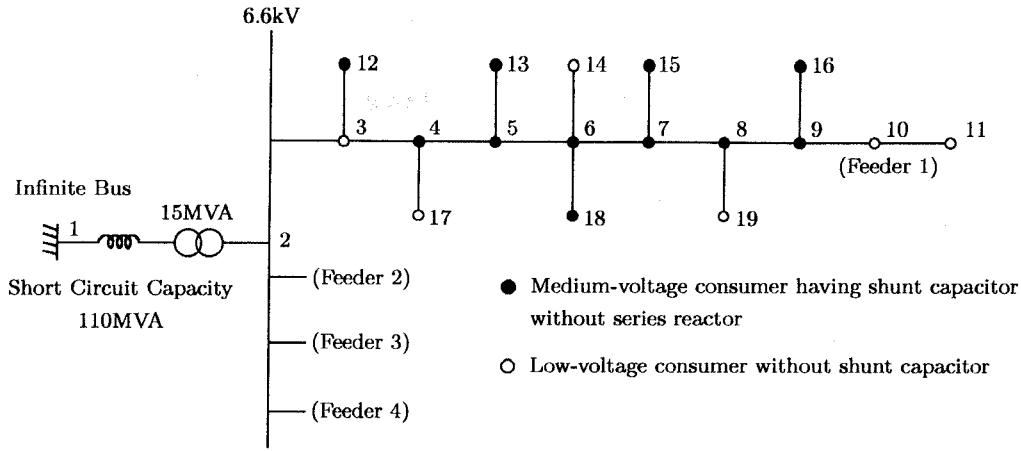 6.6kV
12
13
14
15
16
3
4
5
6
7
8
9
10
11
(Feeder 1)
17
18
19
Infinite Bus
1
15MVA
2
Short Circuit Capacity
110MVA
(Feeder 2)
(Feeder 3)
(Feeder 4)
Medium-voltage consumer having shunt capacitor
without series reactor
Low-voltage consumer without shunt capacitor